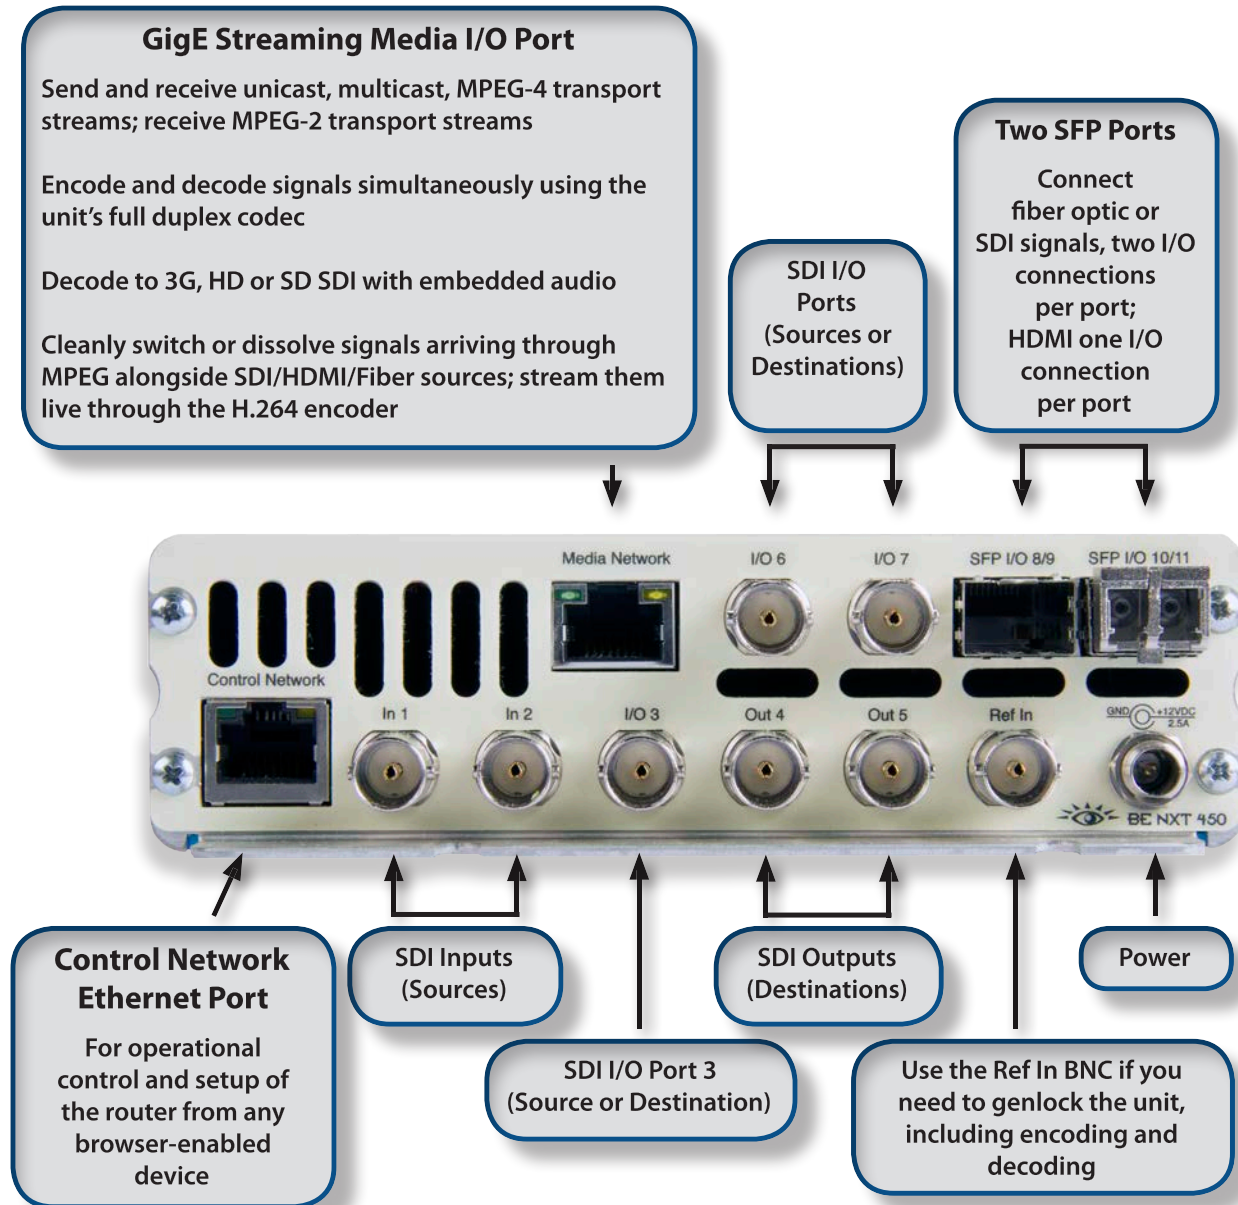 GigE Streaming Media I/O Port
Send and receive unicast, multicast, MPEG-4 transport
streams; receive MPEG-2 transport streams
Encode and decode signals simultaneously using the
unit's full duplex codec
Decode to 3G, HD or SD SDI with embedded audio
Cleanly switch or dissolve signals arriving through
MPEG alongside SDI/HDMI/Fiber sources; stream them
live through the H.264 encoder
SDI I/O
Ports
(Sources or
Destinations)
Two SFP Ports
Connect
fiber optic or
SDI signals, two I/O
connections
per port;
HDMI one I/O
connection
per port
Media Network
I/O 6
I/O 7
SFP I/O 8/9
SFP I/O 10/11
Control Network
In 1
In 2
I/O 3
Out 4
Out 5
Ref In
GND
+12VDC
2.5A
BE NXT 450
Control Network
Ethernet Port
For operational
control and setup of
the router from any
browser-enabled
device
SDI Inputs
(Sources)
SDI I/O Port 3
(Source or Destination)
SDI Outputs
(Destinations)
Use the Ref In BNC if you
need to genlock the unit,
including encoding and
decoding
Power